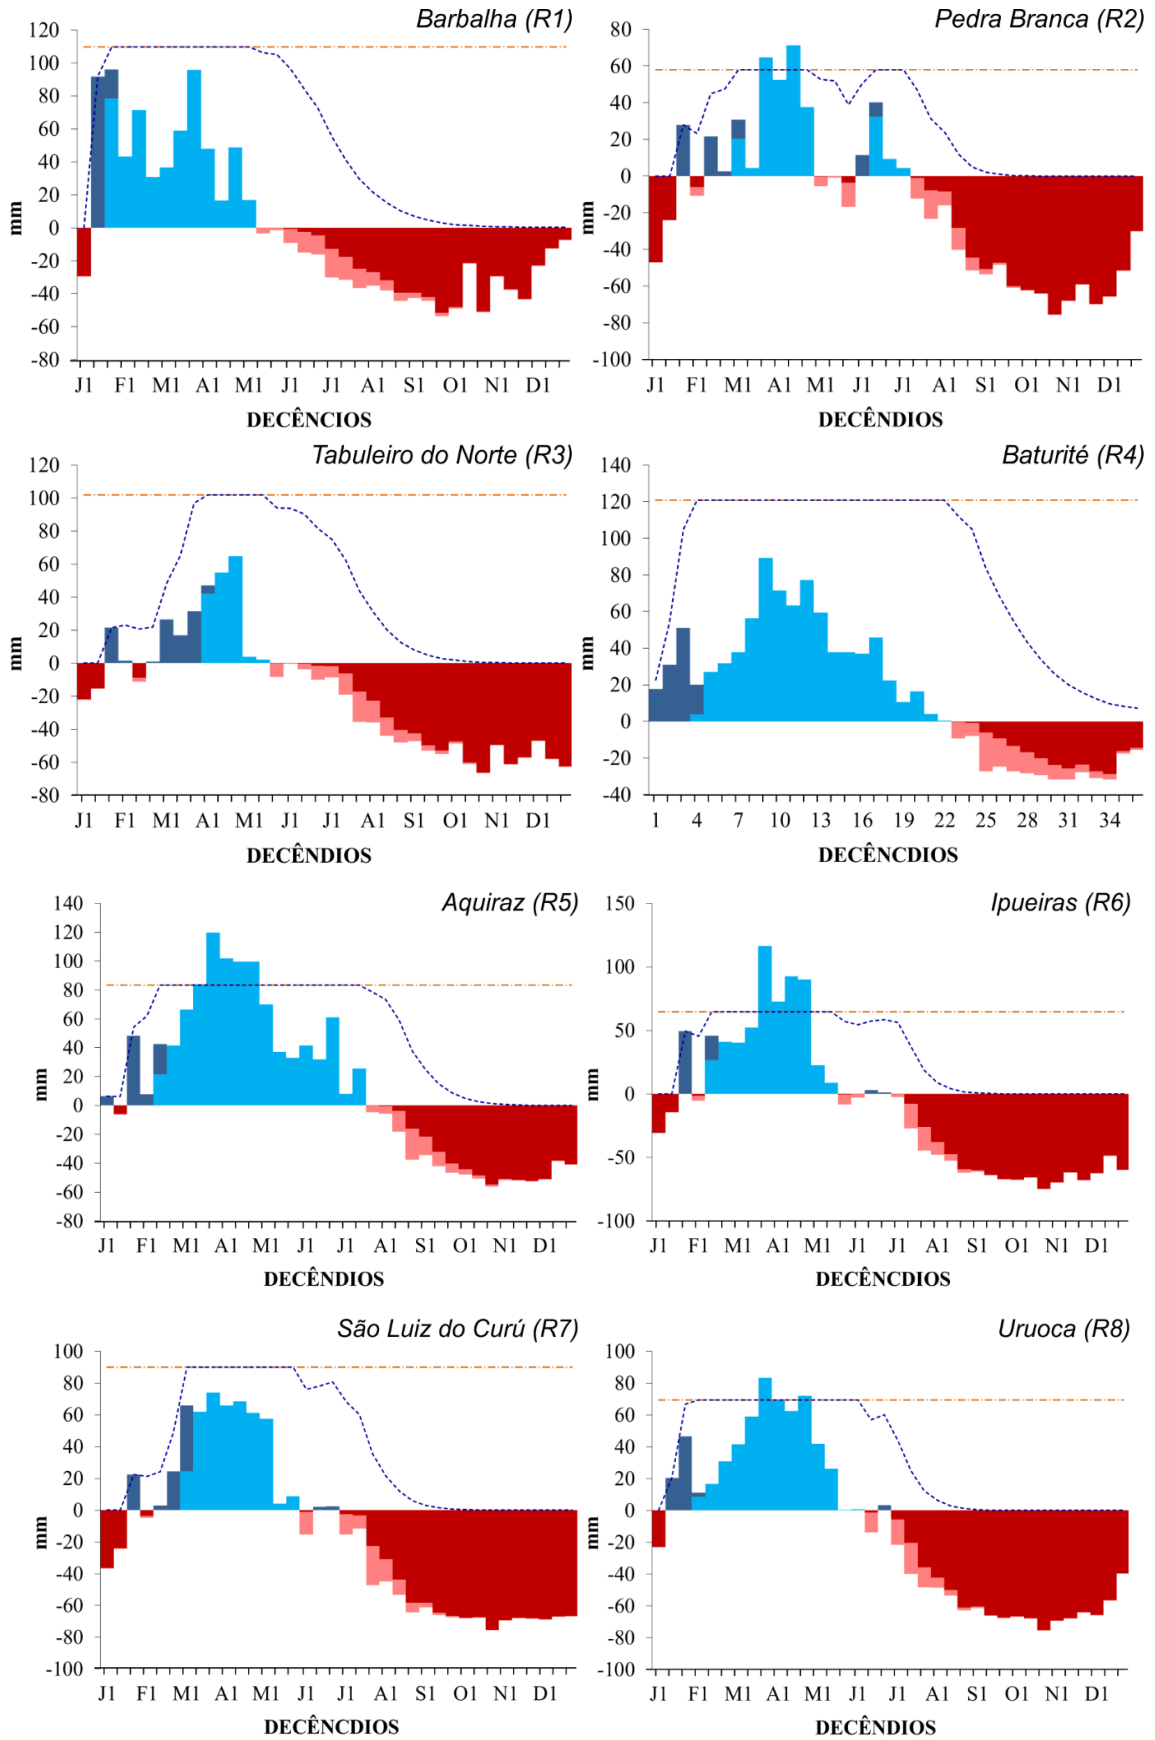 Barbalha (R1)
120
100
80
60
40
20
0
-20
-40
-60
-80
mm
J1 F1 M1 A1 M1 J1 J1 A1 S1 O1 N1 D1
DECÊNCIOS
Pedra Branca (R2)
80
60
40
20
0
-20
-40
-60
-80
-100
mm
J1 F1 M1 A1 M1 J1 J1 A1 S1 O1 N1 D1
DECÊNDIOS
Tabuleiro do Norte (R3)
120
100
80
60
40
20
0
-20
-40
-60
-80
mm
J1 F1 M1 A1 M1 J1 J1 A1 S1 O1 N1 D1
DECÊNDIOS
Baturité (R4)
140
120
100
80
60
40
20
0
-20
-40
mm
1 4 7 10 13 16 19 22 25 28 31 34
DECÊNCDIOS
Aquiraz (R5)
140
120
100
80
60
40
20
0
-20
-40
-60
-80
mm
J1 F1 M1 A1 M1 J1 J1 A1 S1 O1 N1 D1
DECÊNDIOS
Ipueiras (R6)
150
100
50
0
-50
-100
mm
J1 F1 M1 A1 M1 J1 J1 A1 S1 O1 N1 D1
DECÊNCDIOS
São Luiz do Curú (R7)
100
80
60
40
20
0
-20
-40
-60
-80
-100
mm
J1 F1 M1 A1 M1 J1 J1 A1 S1 O1 N1 D1
DECÊNCDIOS
Uruoca (R8)
100
80
60
40
20
0
-20
-40
-60
-80
-100
mm
J1 F1 M1 A1 M1 J1 J1 A1 S1 O1 N1 D1
DECÊNDIOS